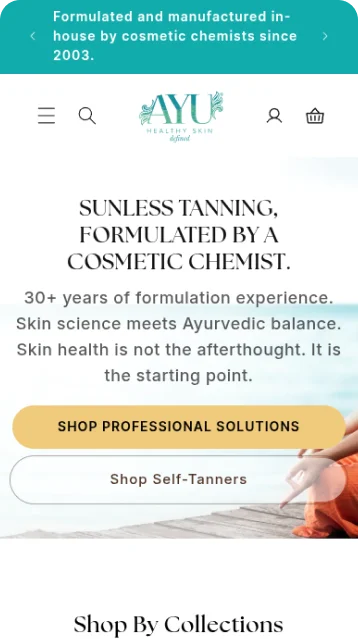 Formulated and manufactured in-
house by cosmetic chemists since
2003.
AYU
HEALTHY SKIN
defined
SUNLESS TANNING,
FORMULATED BY A
COSMETIC CHEMIST.
30+ years of formulation experience.
Skin science meets Ayurvedic balance.
Skin health is not the afterthought. It is
the starting point.
SHOP PROFESSIONAL SOLUTIONS
Shop Self-Tanners
Shop By Collections